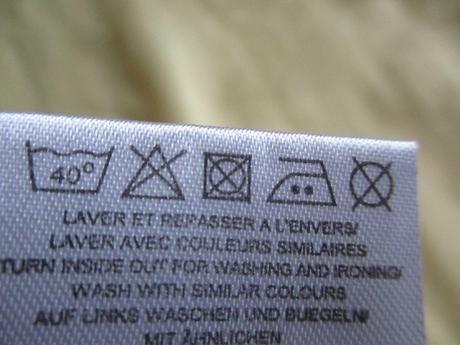 40°
LAVER ET REPASSER A L'ENVERS/
LAVER AVEC COULEURS SIMILAIRES
TURN INSIDE OUT FOR WASHING AND IRONING/
WASH WITH SIMILAR COLOURS
AUF LINKS WASCHEN UND BUEGELN/
MIT ÄHNLICHEN